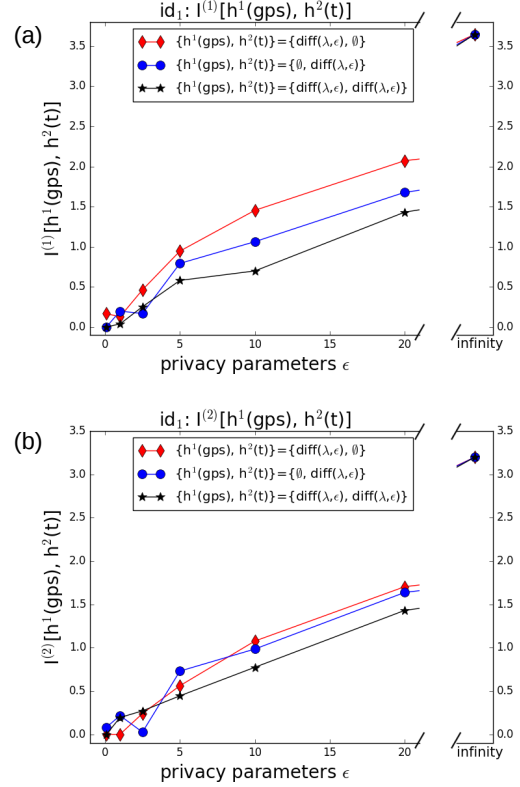 (a)
id₁: I⁽¹⁾[h¹(gps), h²(t)]
{h¹(gps), h²(t)}={diff(λ,ϵ), ∅}
{h¹(gps), h²(t)}={∅, diff(λ,ϵ)}
{h¹(gps), h²(t)}={diff(λ,ϵ), diff(λ,ϵ)}
I⁽¹⁾[h¹(gps), h²(t)]
3.5
3.0
2.5
2.0
1.5
1.0
0.5
0.0
3.5
3.0
2.5
2.0
1.5
1.0
0.5
0.0
0 5 10 15 20 infinity
privacy parameters ϵ
(b)
id₁: I⁽²⁾[h¹(gps), h²(t)]
{h¹(gps), h²(t)}={diff(λ,ϵ), ∅}
{h¹(gps), h²(t)}={∅, diff(λ,ϵ)}
{h¹(gps), h²(t)}={diff(λ,ϵ), diff(λ,ϵ)}
I⁽²⁾[h¹(gps), h²(t)]
3.5
3.0
2.5
2.0
1.5
1.0
0.5
0.0
3.5
3.0
2.5
2.0
1.5
1.0
0.5
0.0
0 5 10 15 20 infinity
privacy parameters ϵ